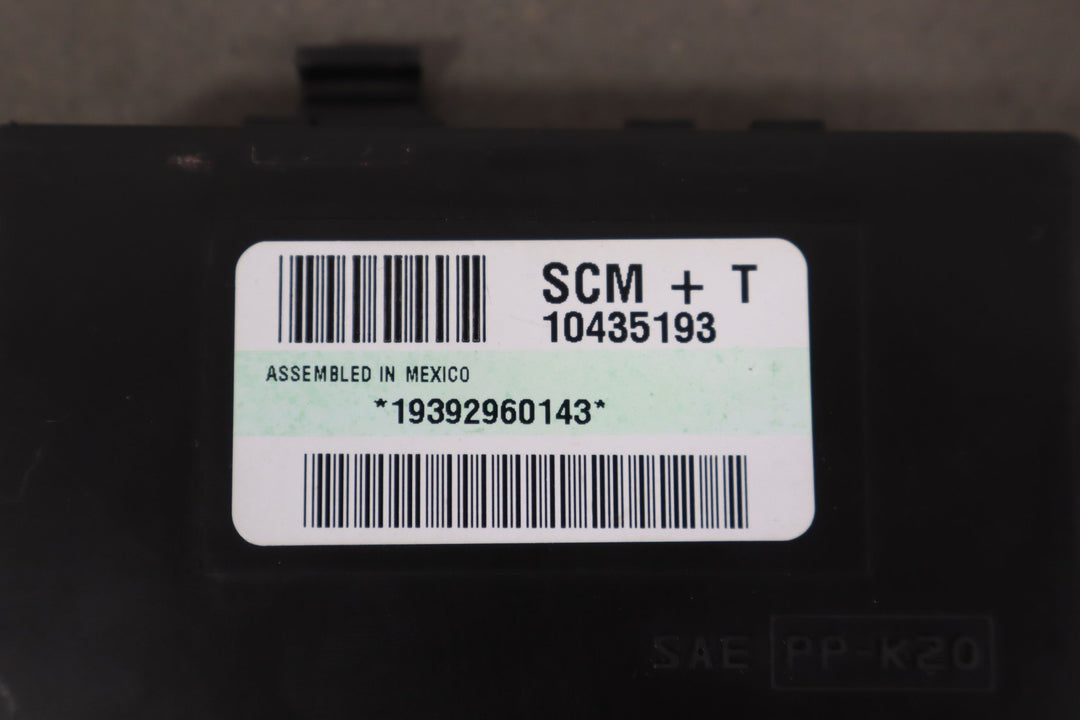 SCM + T
10435193
ASSEMBLED IN MEXICO
*19392960143*
SAE PP-K20